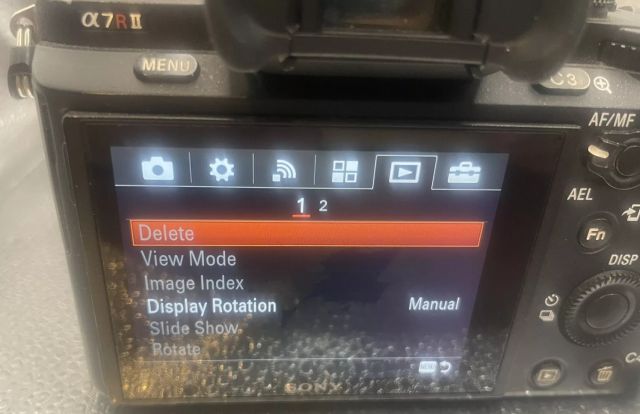 α7RII
MENU
C3
AF/MF
AEL
Fn
DISP
1 2
Delete
View Mode
Image Index
Display Rotation Manual
Slide Show
Rotate
MENU
SONY